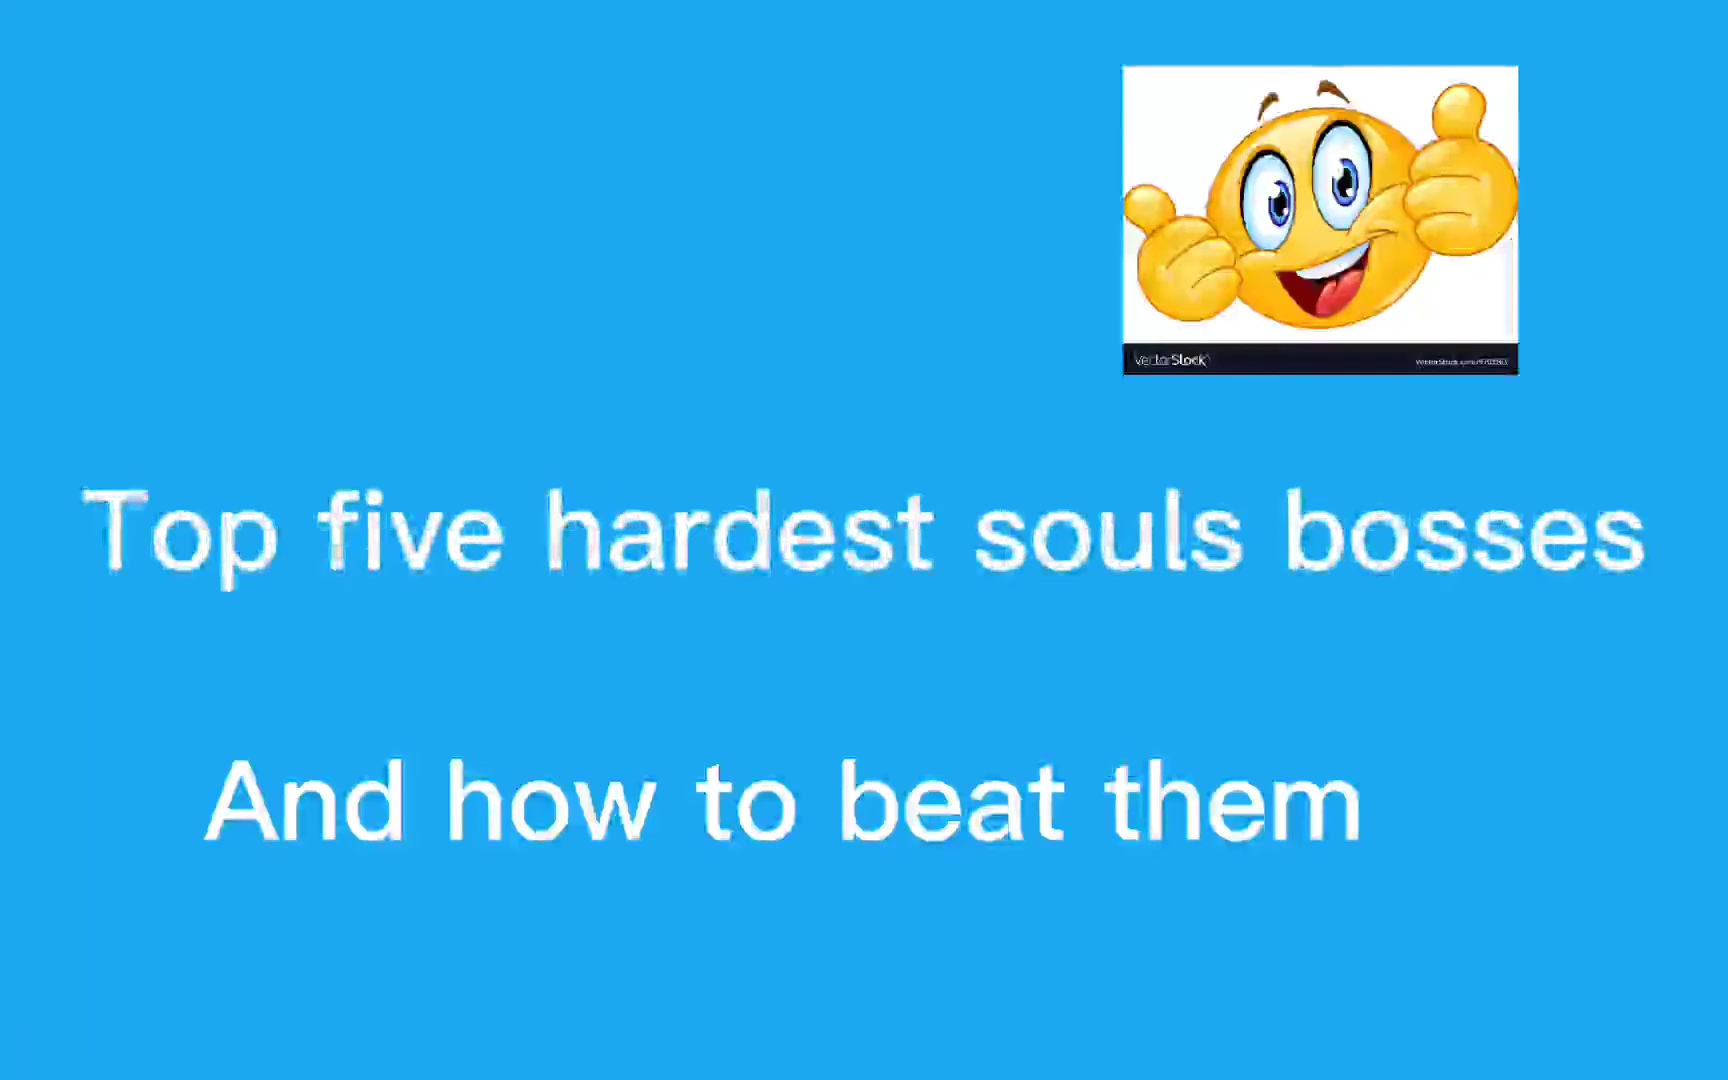 VectorStock
Top five hardest souls bosses
And how to beat them